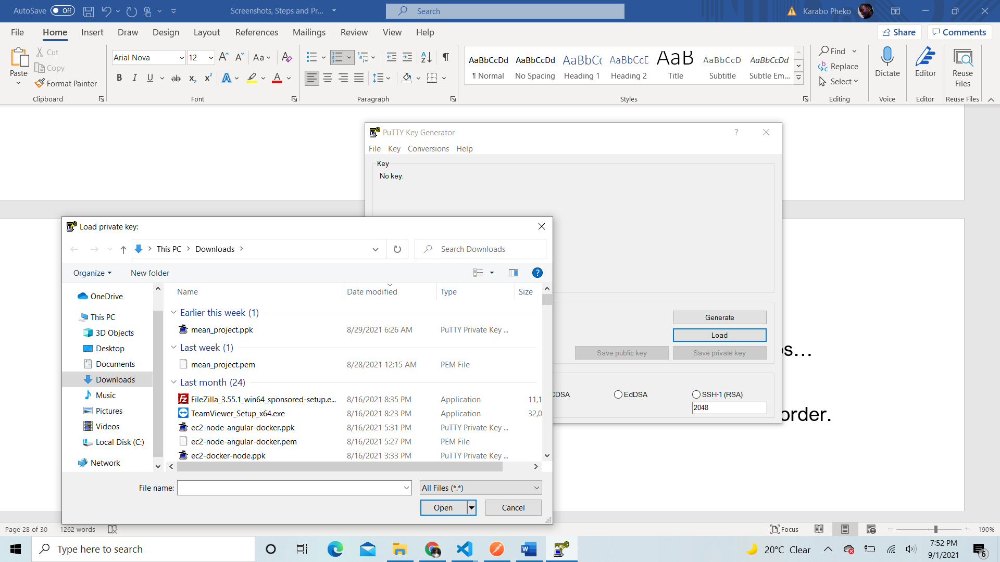 AutoSave Off Screenshots, Steps and Pr... Search Karabo Pheko
File Home Insert Draw Design Layout References Mailings Review View Help Share Comments
Paste Cut Copy Format Painter Clipboard
Arial Nova 12 Aa Font
Paragraph
AaBbCcDd AaBbCcDd AaBbCc AaBbCcD AaB AaBbCcD AaBbCcDd
¶ Normal No Spacing Heading 1 Heading 2 Title Subtitle Subtle Em...
Styles
Find Replace Select Editing
Dictate Voice
Editor Editor
Reuse Files Reuse Files
PuTTY Key Generator ?
File Key Conversions Help
Key
No key.
Generate
Load
Save public key Save private key
CDSA EdDSA SSH-1 (RSA)
2048
os...
order.
Load private key:
This PC Downloads Search Downloads
Organize New folder
OneDrive
This PC
3D Objects
Desktop
Documents
Downloads
Music
Pictures
Videos
Local Disk (C:)
Network
Name Date modified Type Size
Earlier this week (1)
mean_project.ppk 8/29/2021 6:26 AM PuTTY Private Key ...
Last week (1)
mean_project.pem 8/28/2021 12:15 AM PEM File
Last month (24)
FileZilla_3.55.1_win64_sponsored-setup.e... 8/16/2021 8:35 PM Application 11,1
TeamViewer_Setup_x64.exe 8/16/2021 8:23 PM Application 32,0
ec2-node-angular-docker.ppk 8/16/2021 5:31 PM PuTTY Private Key ...
ec2-node-angular-docker.pem 8/16/2021 5:27 PM PEM File
ec2-docker-node.ppk 8/16/2021 3:33 PM PuTTY Private Key ...
File name: All Files (*.*)
Open Cancel
Page 28 of 30 1262 words Focus 190%
Type here to search 20°C Clear 7:52 PM
9/1/2021 6